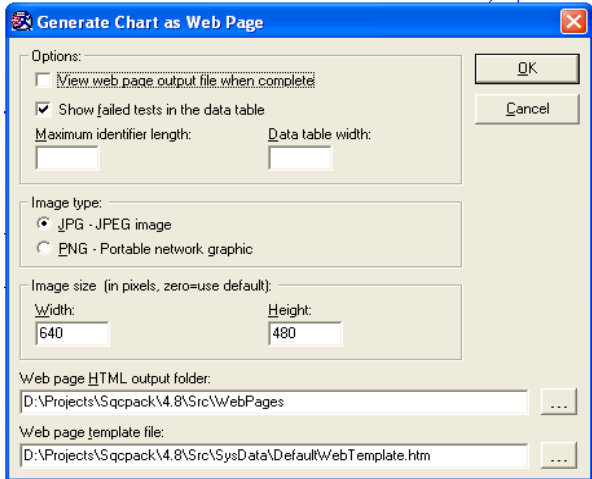 Generate Chart as Web Page
Options:
View web page output file when complete
Show failed tests in the data table
Maximum identifier length: Data table width:
OK
Cancel
Image type:
JPG - JPEG image
PNG - Portable network graphic
Image size (in pixels, zero=use default):
Width: Height:
640 480
Web page HTML output folder:
D:\Projects\Sqcpack\4.8\Src\WebPages ...
Web page template file:
D:\Projects\Sqcpack\4.8\Src\SysData\DefaultWebTemplate.htm ...